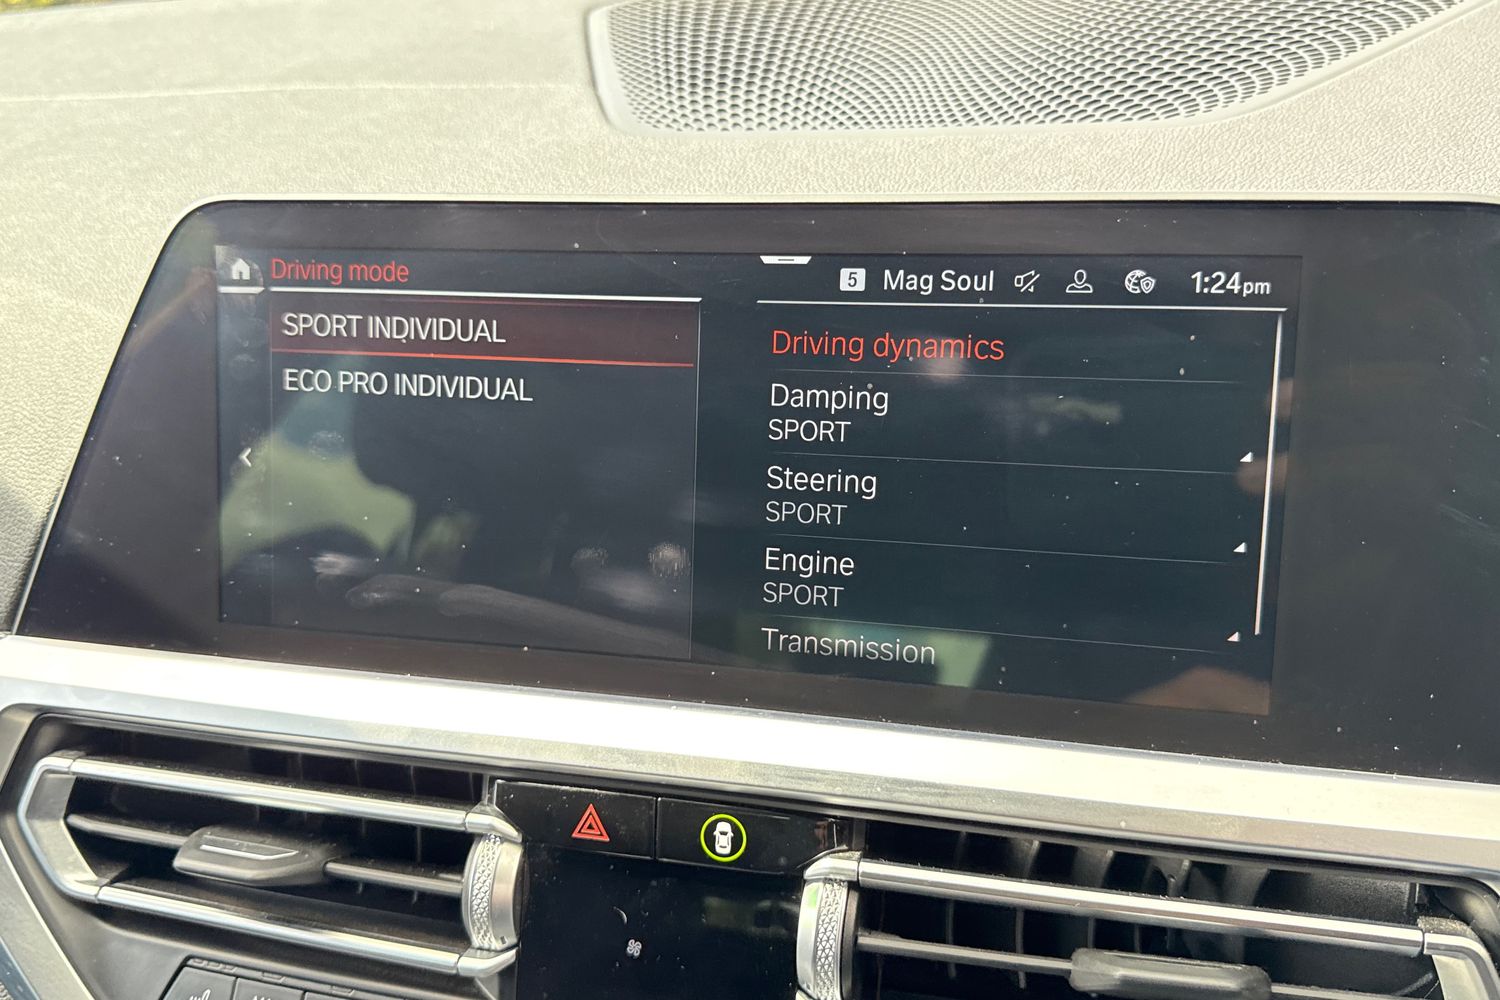 Driving mode
5 Mag Soul 1:24pm
SPORT INDIVIDUAL
ECO PRO INDIVIDUAL
Driving dynamics
Damping
SPORT
Steering
SPORT
Engine
SPORT
Transmission